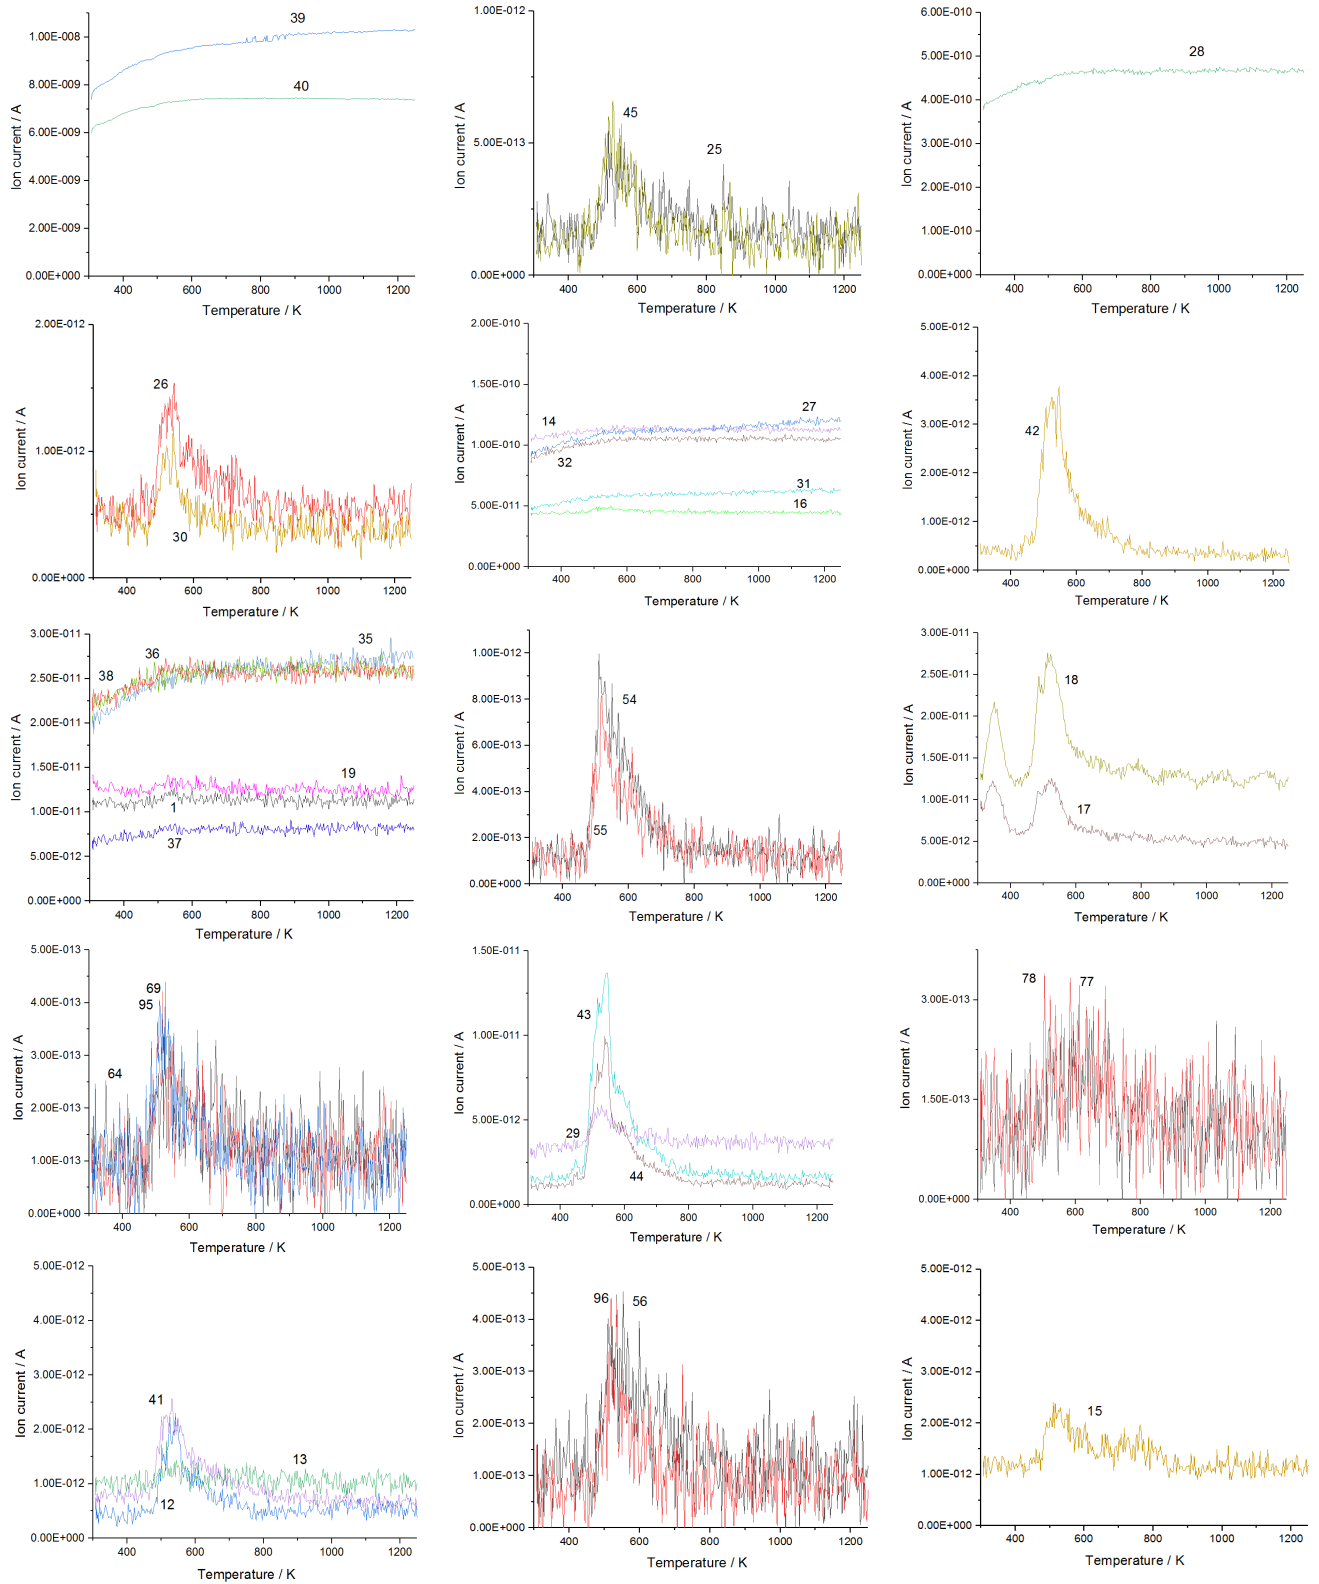 1.00E-008
8.00E-009
6.00E-009
4.00E-009
2.00E-009
0.00E+000
Ion current / A
39
40
400 600 800 1000 1200
Temperature / K
1.00E-012
5.00E-013
0.00E+000
Ion current / A
45
25
400 600 800 1000 1200
Temperature / K
6.00E-010
5.00E-010
4.00E-010
3.00E-010
2.00E-010
1.00E-010
0.00E+000
Ion current / A
28
400 600 800 1000 1200
Temperature / K
2.00E-012
1.00E-012
0.00E+000
Ion current / A
26
30
400 600 800 1000 1200
Temperature / K
2.00E-010
1.50E-010
1.00E-010
5.00E-011
0.00E+000
Ion current / A
14
27
32
31
16
400 600 800 1000 1200
Temperature / K
5.00E-012
4.00E-012
3.00E-012
2.00E-012
1.00E-012
0.00E+000
Ion current / A
42
400 600 800 1000 1200
Temperature / K
3.00E-011
2.50E-011
2.00E-011
1.50E-011
1.00E-011
5.00E-012
0.00E+000
Ion current / A
38
36
35
19
1
37
400 600 800 1000 1200
Temperature / K
1.00E-012
8.00E-013
6.00E-013
4.00E-013
2.00E-013
0.00E+000
Ion current / A
54
55
400 600 800 1000 1200
Temperature / K
3.00E-011
2.50E-011
2.00E-011
1.50E-011
1.00E-011
5.00E-012
0.00E+000
Ion current / A
18
17
400 600 800 1000 1200
Temperature / K
5.00E-013
4.00E-013
3.00E-013
2.00E-013
1.00E-013
0.00E+000
Ion current / A
69
95
64
400 600 800 1000 1200
Temperature / K
1.50E-011
1.00E-011
5.00E-012
0.00E+000
Ion current / A
43
29
44
400 600 800 1000 1200
Temperature / K
3.00E-013
1.50E-013
0.00E+000
Ion current / A
78
77
400 600 800 1000 1200
Temperature / K
5.00E-012
4.00E-012
3.00E-012
2.00E-012
1.00E-012
0.00E+000
Ion current / A
41
13
12
400 600 800 1000 1200
Temperature / K
5.00E-013
4.00E-013
3.00E-013
2.00E-013
1.00E-013
0.00E+000
Ion current / A
96
56
400 600 800 1000 1200
Temperature / K
5.00E-012
4.00E-012
3.00E-012
2.00E-012
1.00E-012
0.00E+000
Ion current / A
15
400 600 800 1000 1200
Temperature / K